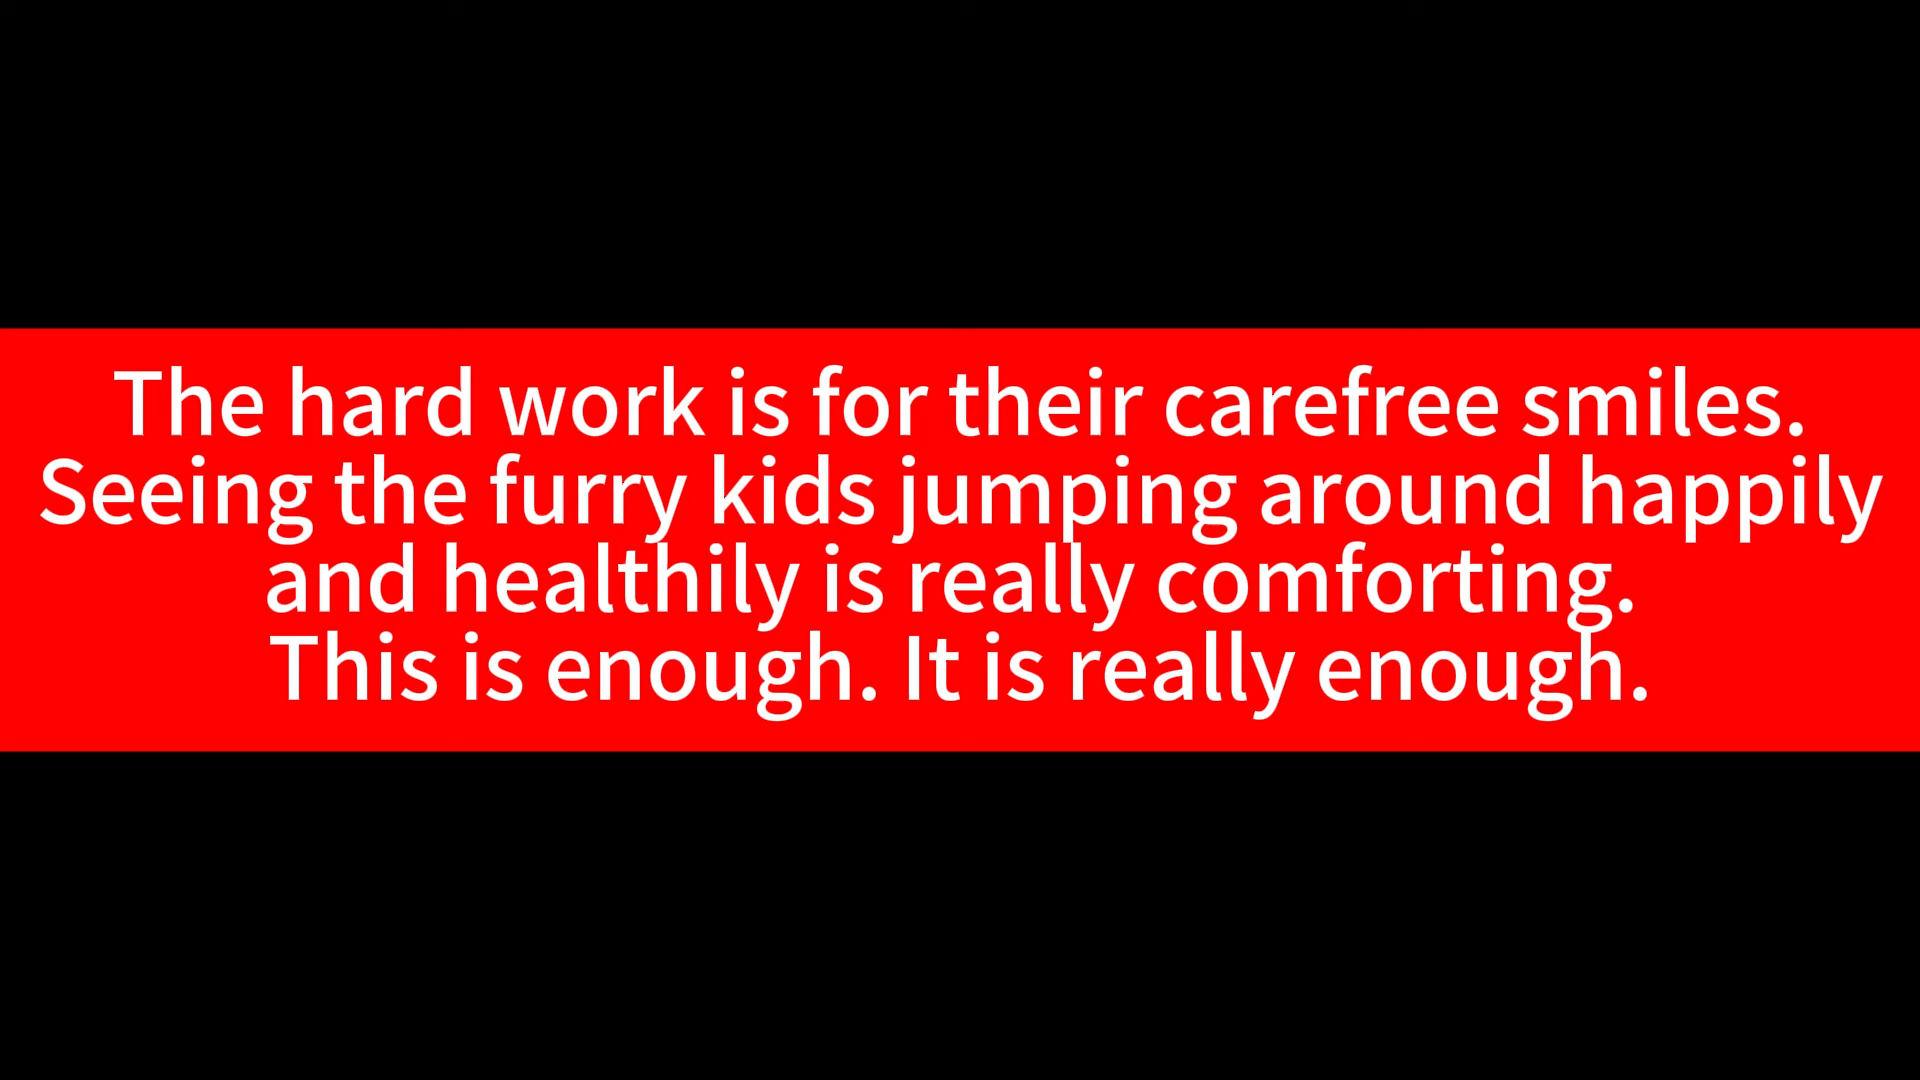 The hard work is for their carefree smiles.
Seeing the furry kids jumping around happily
and healthily is really comforting.
This is enough. It is really enough.